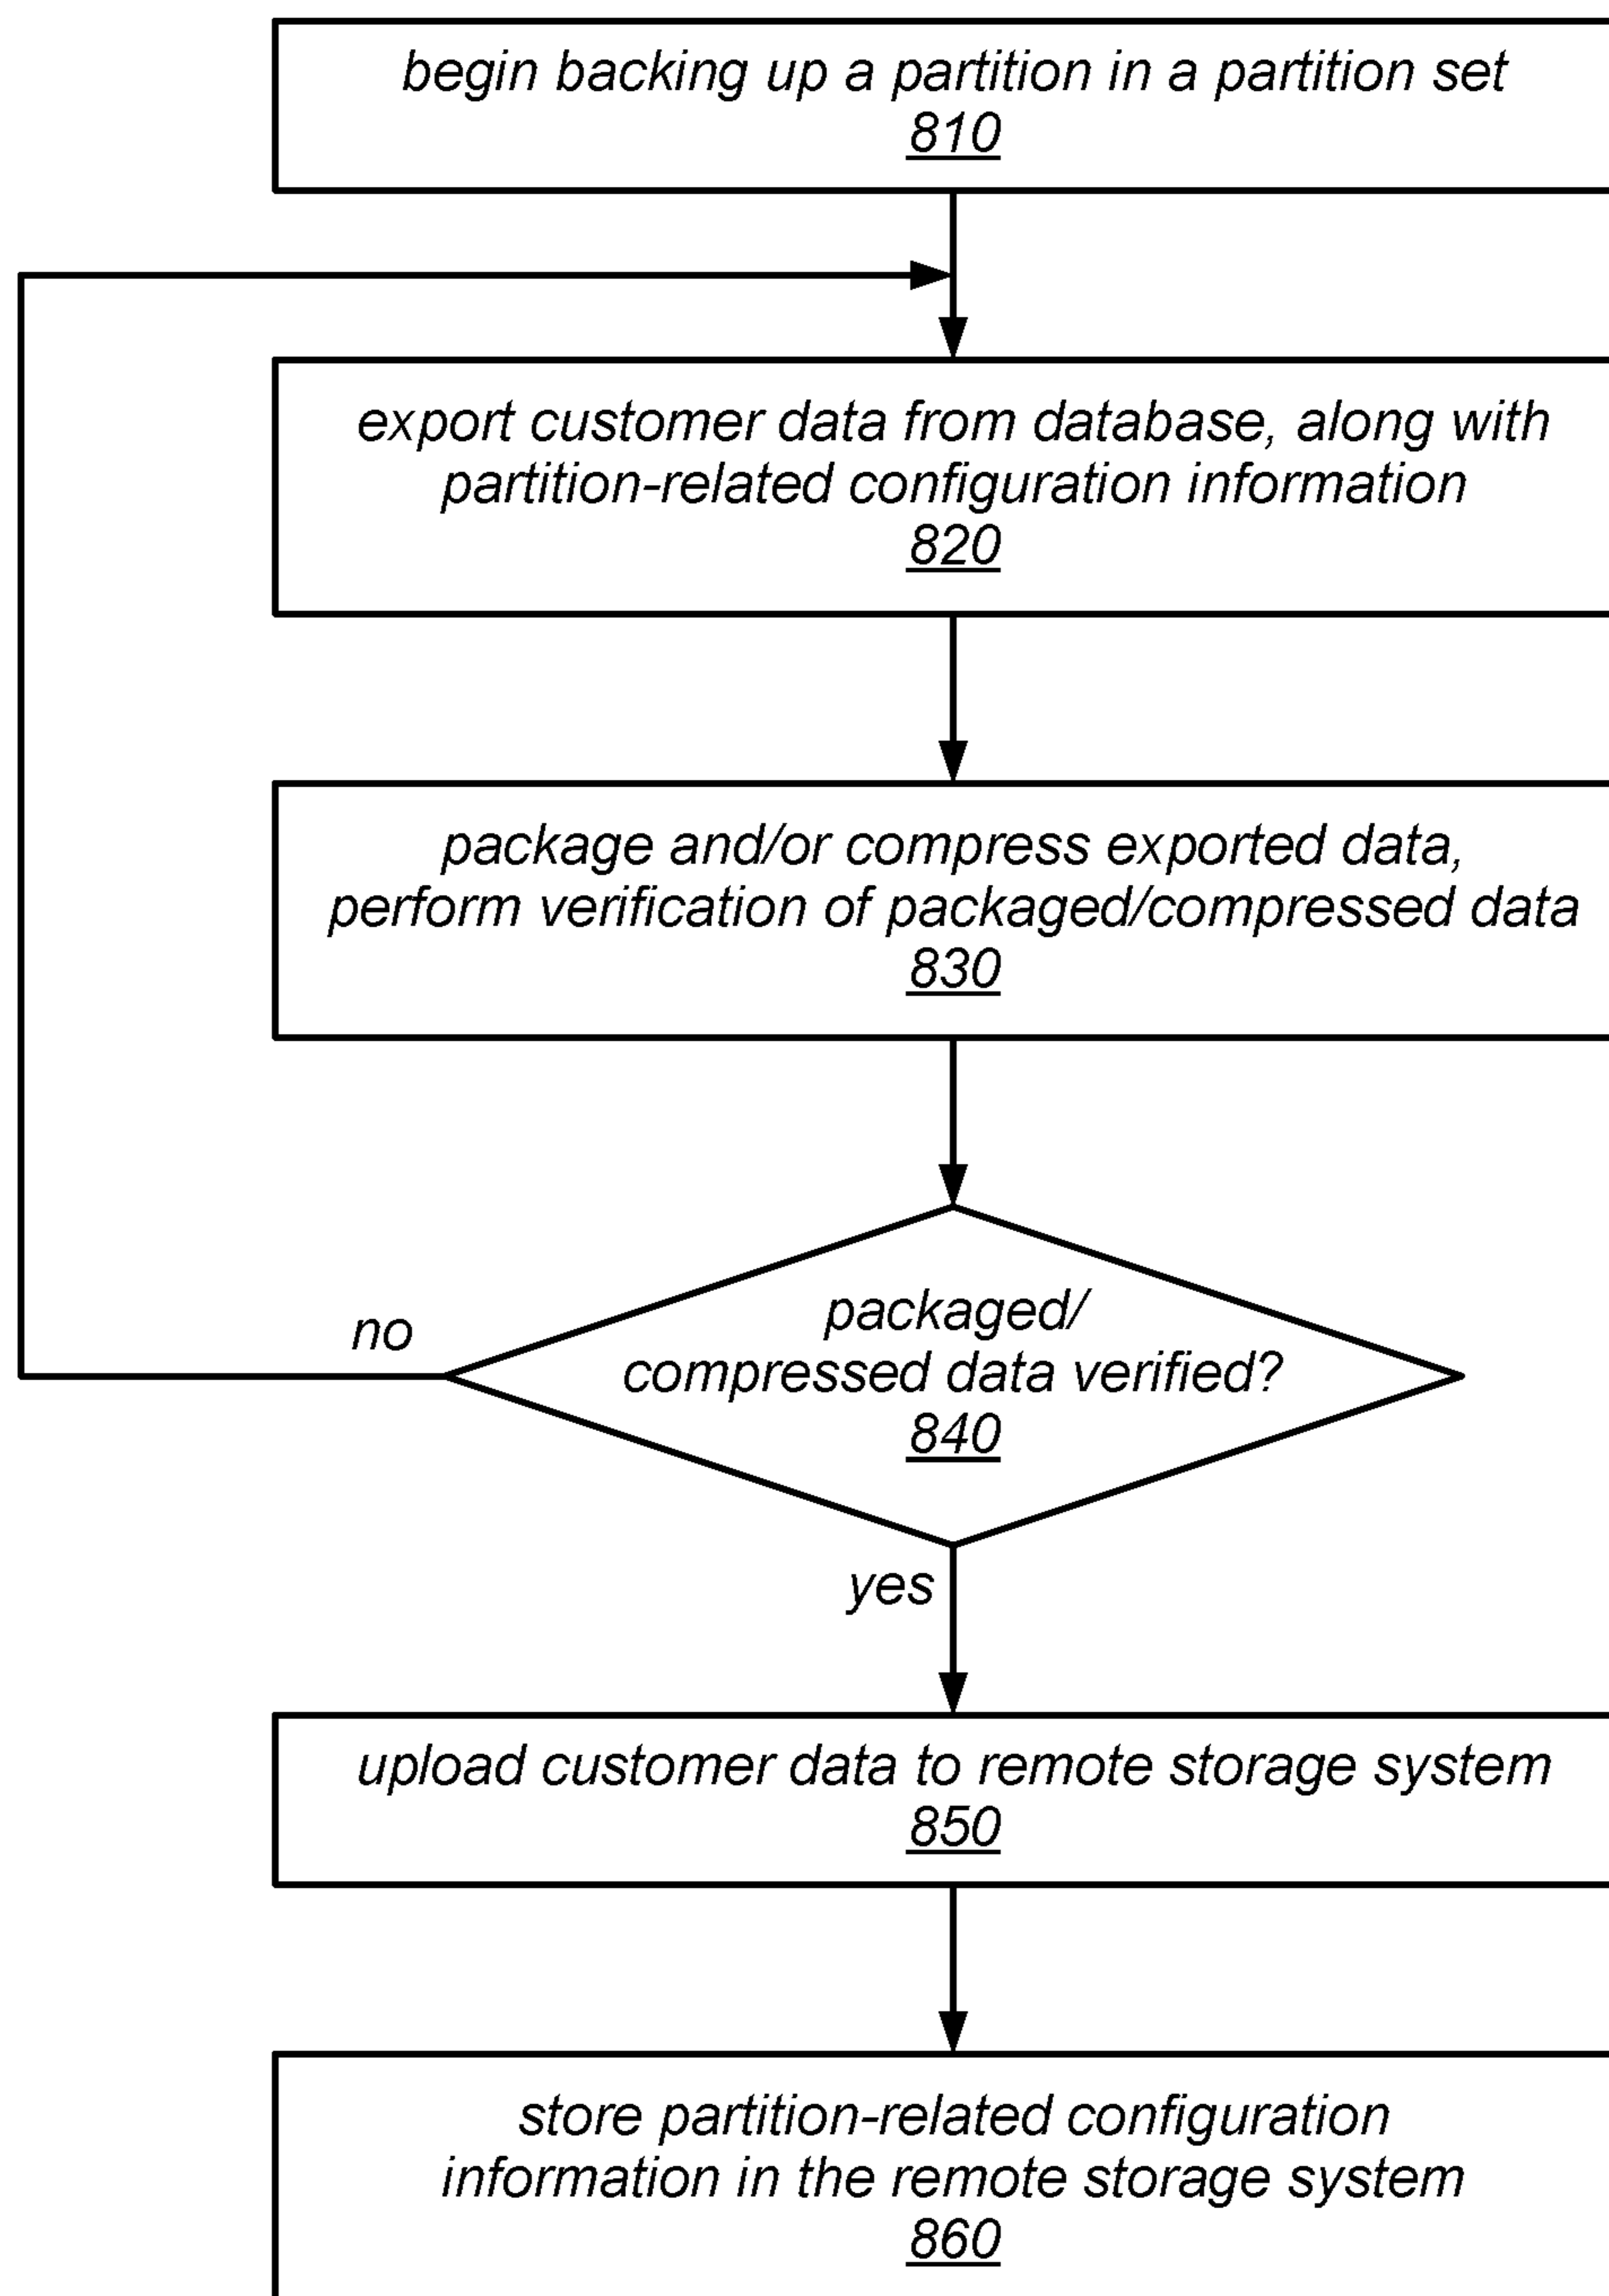 begin backing up a partition in a partition set
810
export customer data from database, along with
partition-related configuration information
820
package and/or compress exported data,
perform verification of packaged/compressed data
830
packaged/
compressed data verified?
840
no
yes
upload customer data to remote storage system
850
store partition-related configuration
information in the remote storage system
860